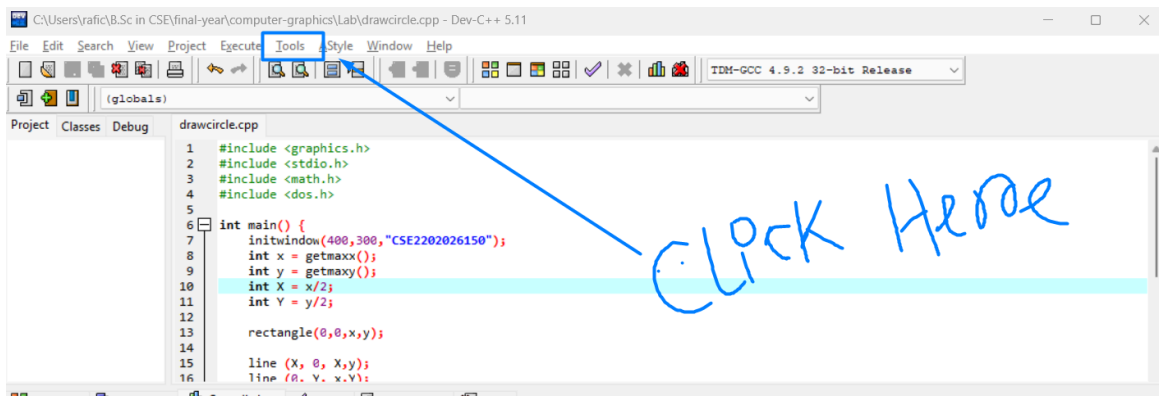 C:\Users\rafic\B.Sc in CSE\final-year\computer-graphics\Lab\drawcircle.cpp - Dev-C++ 5.11
File Edit Search View Project Execute Tools AStyle Window Help
TDM-GCC 4.9.2 32-bit Release
(globals)
Project Classes Debug drawcircle.cpp
1 #include <graphics.h>
2 #include <stdio.h>
3 #include <math.h>
4 #include <dos.h>
5
6 int main() {
7 initwindow(400,300,"CSE2202026150");
8 int x = getmaxx();
9 int y = getmaxy();
10 int X = x/2;
11 int Y = y/2;
12
13 rectangle(0,0,x,y);
14
15 line (X, 0, X,y);
16 line (0, Y, x,Y);
Click Here